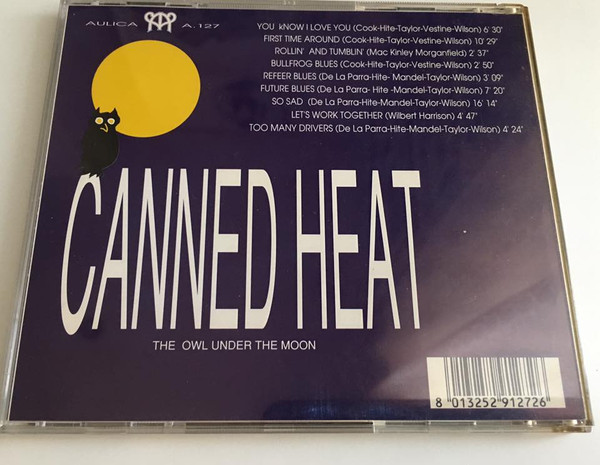 AULICA A. 127
YOU kNOW I LOVE YOU (Cook-Hite-Taylor-Vestine-Wilson) 6' 30'
FIRST TIME AROUND (Cook-Hite-Taylor-Vestine-Wilson) 10' 29'
ROLLIN' AND TUMBLIN' (Mac Kinley Morganfield) 2' 37'
BULLFROG BLUES (Cook-Hite-Taylor-Vestine-Wilson) 2' 50'
REFEER BLUES (De La Parra-Hite- Mandel-Taylor-Wilson) 3' 09'
FUTURE BLUES (De La Parra- Hite -Mandel-Taylor-Wilson) 7' 20'
SO SAD (De La Parra-Hite -Mandel-Taylor-Wilson) 16' 14'
LET'S WORK TOGETHER (Wilbert Harrison) 4' 47'
TOO MANY DRIVERS (De La Parra-Hite-Mandel-Taylor-Wilson) 4' 24'
CANNED HEAT
THE OWL UNDER THE MOON
8 013252 912726